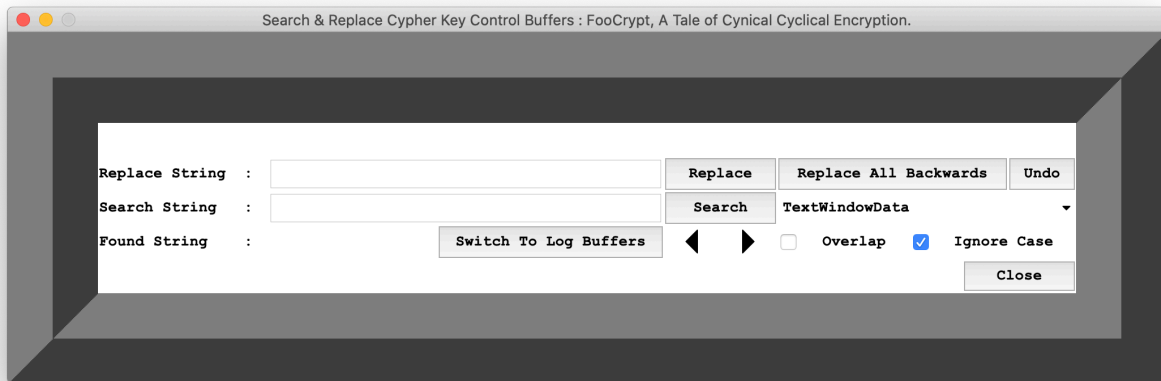 Search & Replace Cypher Key Control Buffers : FooCrypt, A Tale of Cynical Cyclical Encryption.
Replace String : Replace Replace All Backwards Undo
Search String : Search TextWindowData
Found String : Switch To Log Buffers Overlap Ignore Case
Close